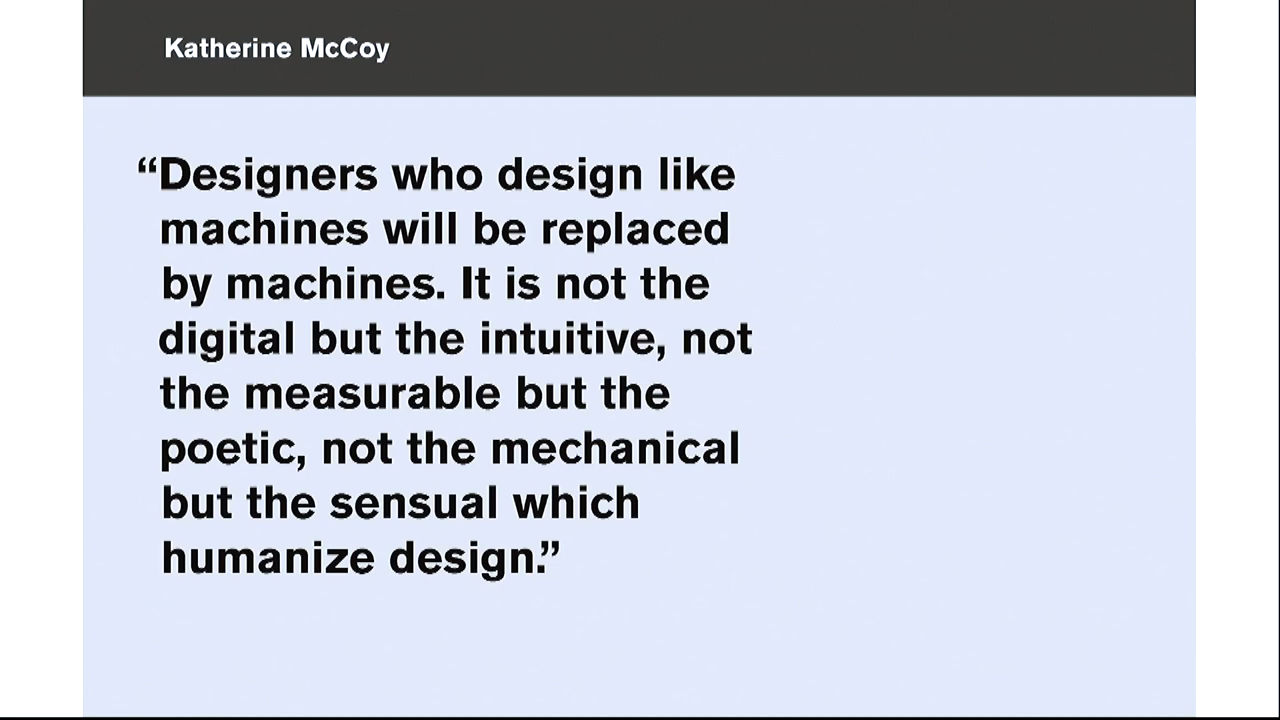 Katherine McCoy
“Designers who design like
machines will be replaced
by machines. It is not the
digital but the intuitive, not
the measurable but the
poetic, not the mechanical
but the sensual which
humanize design.”